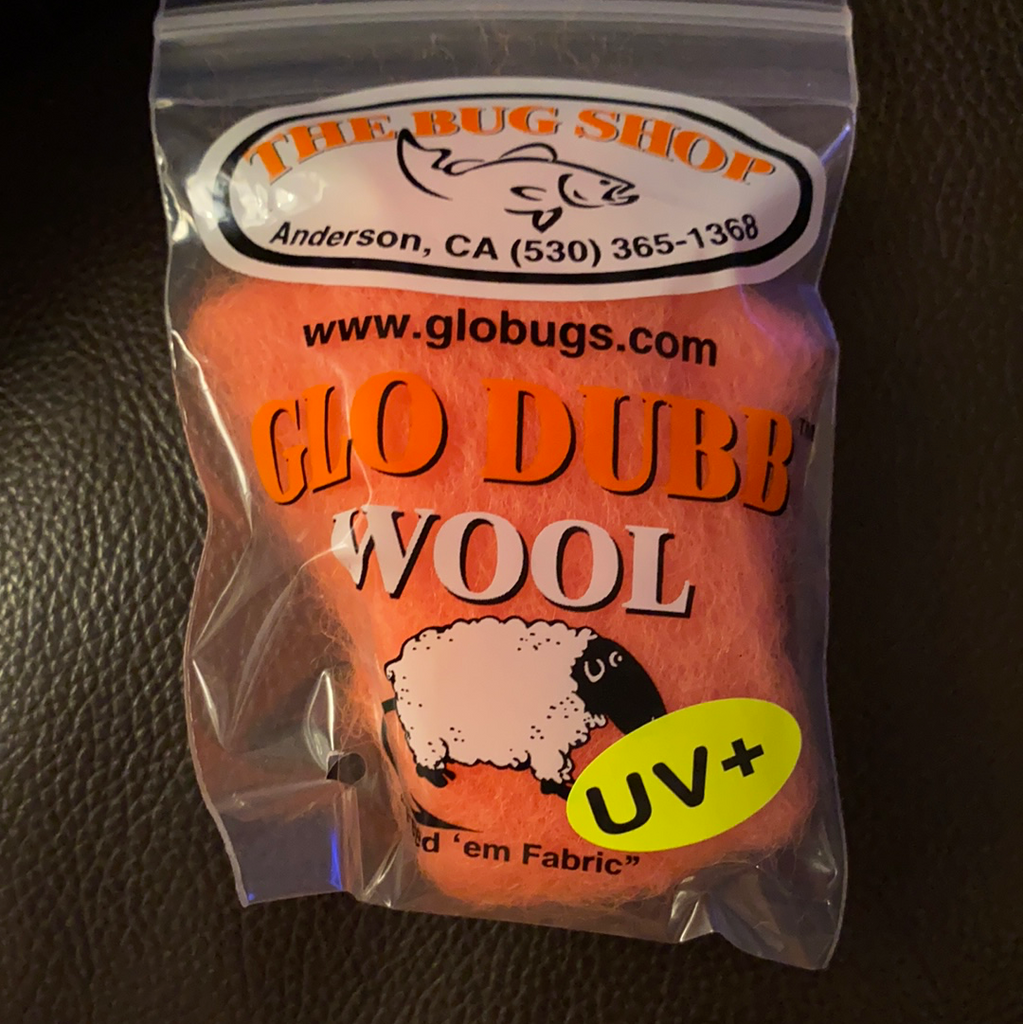 THE BUG SHOP
Anderson, CA (530) 365-1368
www.globugs.com
GLO DUBB™
WOOL
UV+
'em Fabric”